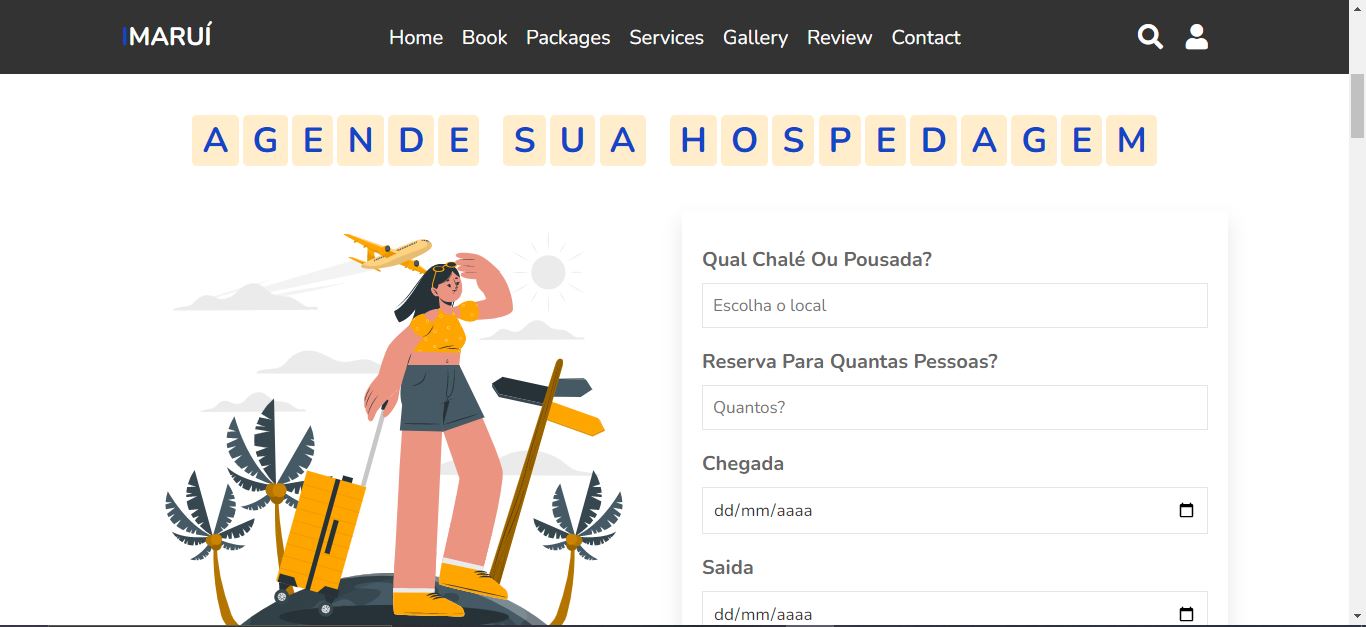 IMARUÍ
Home Book Packages Services Gallery Review Contact
AGENDE SUA HOSPEDAGEM
Qual Chalé Ou Pousada?
Escolha o local
Reserva Para Quantas Pessoas?
Quantos?
Chegada
dd/mm/aaaa
Saida
dd/mm/aaaa